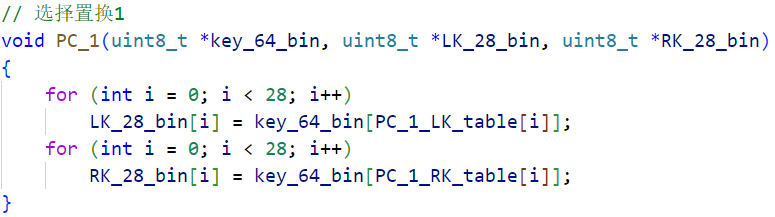 // 选择置换1
void PC_1(uint8_t *key_64_bin, uint8_t *LK_28_bin, uint8_t *RK_28_bin)
{
    for (int i = 0; i < 28; i++)
        LK_28_bin[i] = key_64_bin[PC_1_LK_table[i]];
    for (int i = 0; i < 28; i++)
        RK_28_bin[i] = key_64_bin[PC_1_RK_table[i]];
}